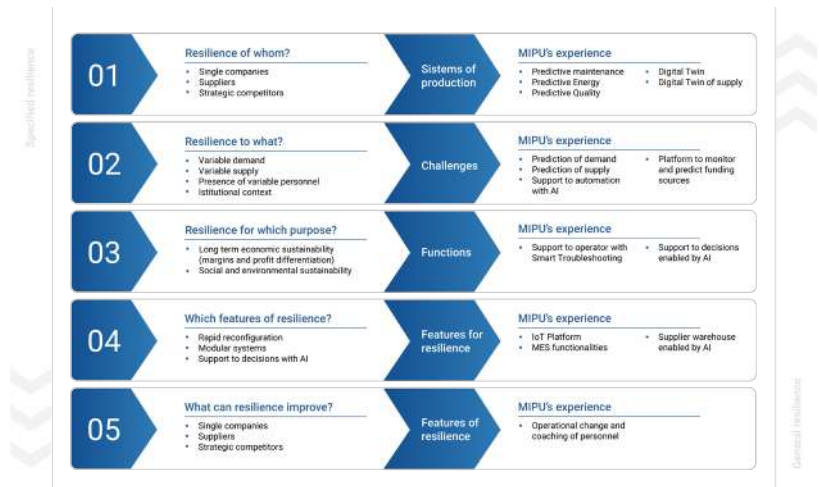 Specified resilience
01
Resilience of whom?
• Single companies
• Suppliers
• Strategic competitors
Sistems of
production
MIPU's experience
• Predictive maintenance
• Predictive Energy
• Predictive Quality
• Digital Twin
• Digital Twin of supply
02
Resilience to what?
• Variable demand
• Variable supply
• Presence of variable personnel
• Istitutional context
Challenges
MIPU's experience
• Prediction of demand
• Prediction of supply
• Support to automation
with AI
• Platform to monitor
and predict funding
sources
03
Resilience for which purpose?
• Long term economic sustainability
(margins and profit differentiation)
• Social and environmental sustainability
Functions
MIPU's experience
• Support to operator with
Smart Troubleshooting
• Support to decisions
enabled by AI
04
Which features of resilience?
• Rapid reconfiguration
• Modular systems
• Support to decisions with AI
Features for
resilience
MIPU's experience
• IoT Platform
• MES functionalities
• Supplier warehouse
enabled by AI
05
What can resilience improve?
• Single companies
• Suppliers
• Strategic competitors
Features of
resilience
MIPU's experience
• Operational change and
coaching of personnel
General resilience